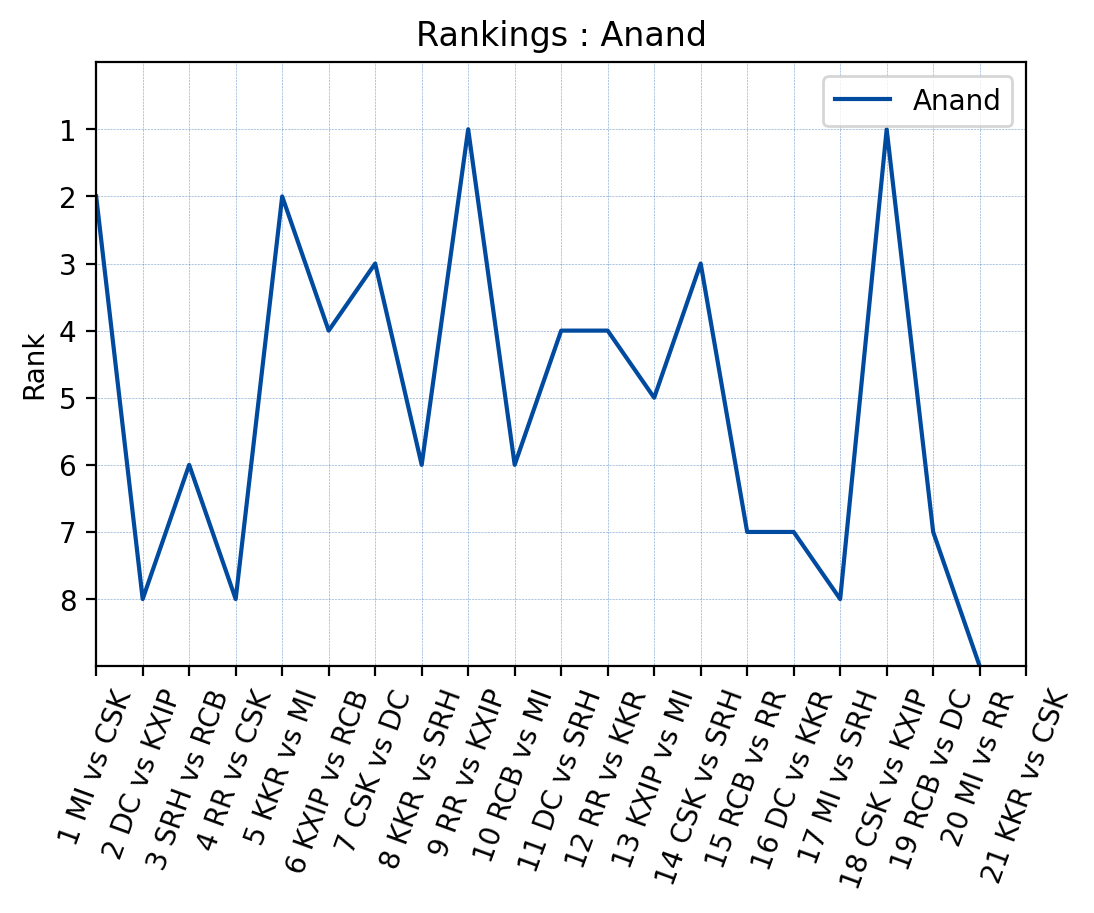 Rankings : Anand
Anand
Rank
1
2
3
4
5
6
7
8
1 MI vs CSK
2 DC vs KXIP
3 SRH vs RCB
4 RR vs CSK
5 KKR vs MI
6 KXIP vs RCB
7 CSK vs DC
8 KKR vs SRH
9 RR vs KXIP
10 RCB vs MI
11 DC vs SRH
12 RR vs KKR
13 KXIP vs MI
14 CSK vs SRH
15 RCB vs RR
16 DC vs KKR
17 MI vs SRH
18 CSK vs KXIP
19 RCB vs DC
20 MI vs RR
21 KKR vs CSK